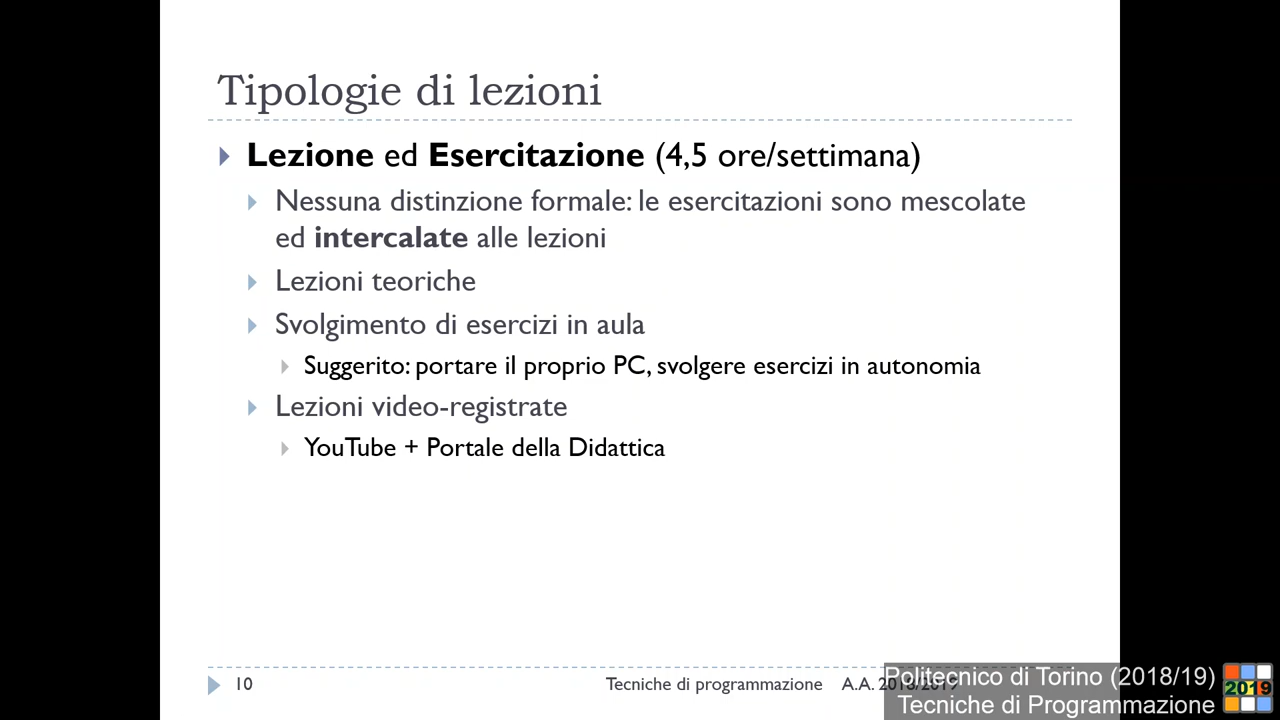 Tipologie di lezioni
Lezione ed Esercitazione (4,5 ore/settimana)
Nessuna distinzione formale: le esercitazioni sono mescolate
ed intercalate alle lezioni
Lezioni teoriche
Svolgimento di esercizi in aula
Suggerito: portare il proprio PC, svolgere esercizi in autonomia
Lezioni video-registrate
YouTube + Portale della Didattica
10 Tecniche di programmazione A.A. 2018/2019
Politecnico di Torino (2018/19)
Tecniche di Programmazione
2019